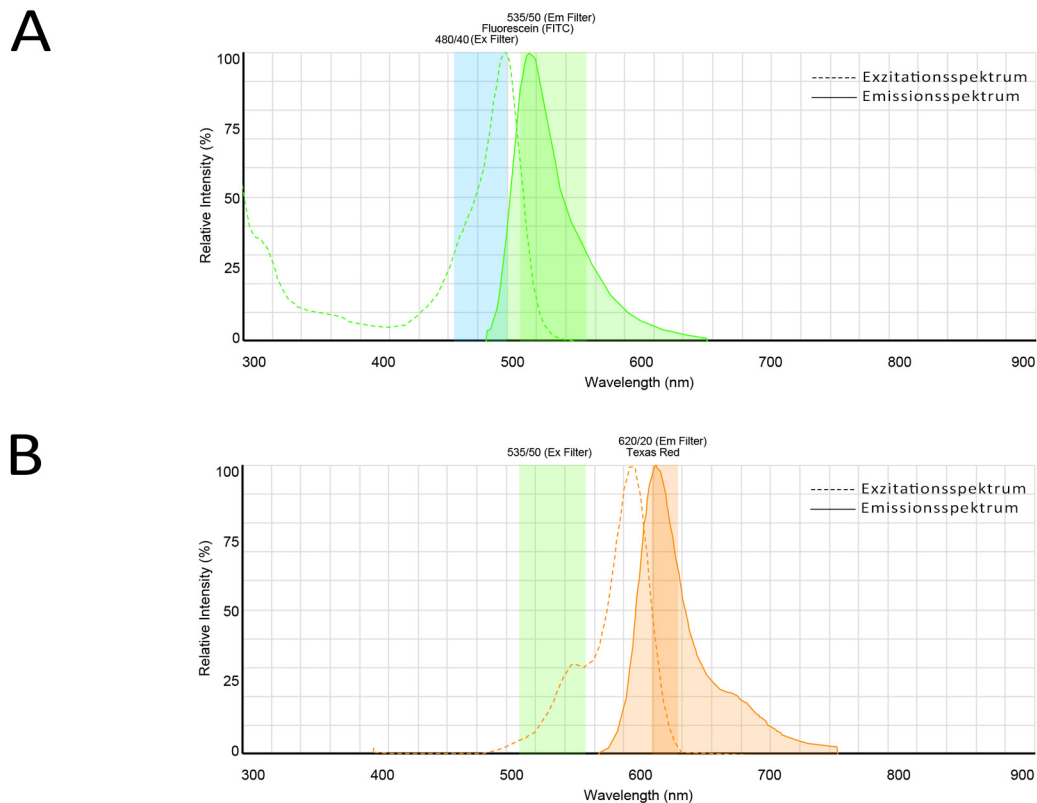 A
535/50 (Em Filter)
Fluorescein (FITC)
480/40 (Ex Filter)
100
75
50
25
0
Relative Intensity (%)
Exzitationsspektrum
Emissionsspektrum
300 400 500 600 700 800 900
Wavelength (nm)
B
620/20 (Em Filter)
535/50 (Ex Filter) Texas Red
100
75
50
25
0
Relative Intensity (%)
Exzitationsspektrum
Emissionsspektrum
300 400 500 600 700 800 900
Wavelength (nm)